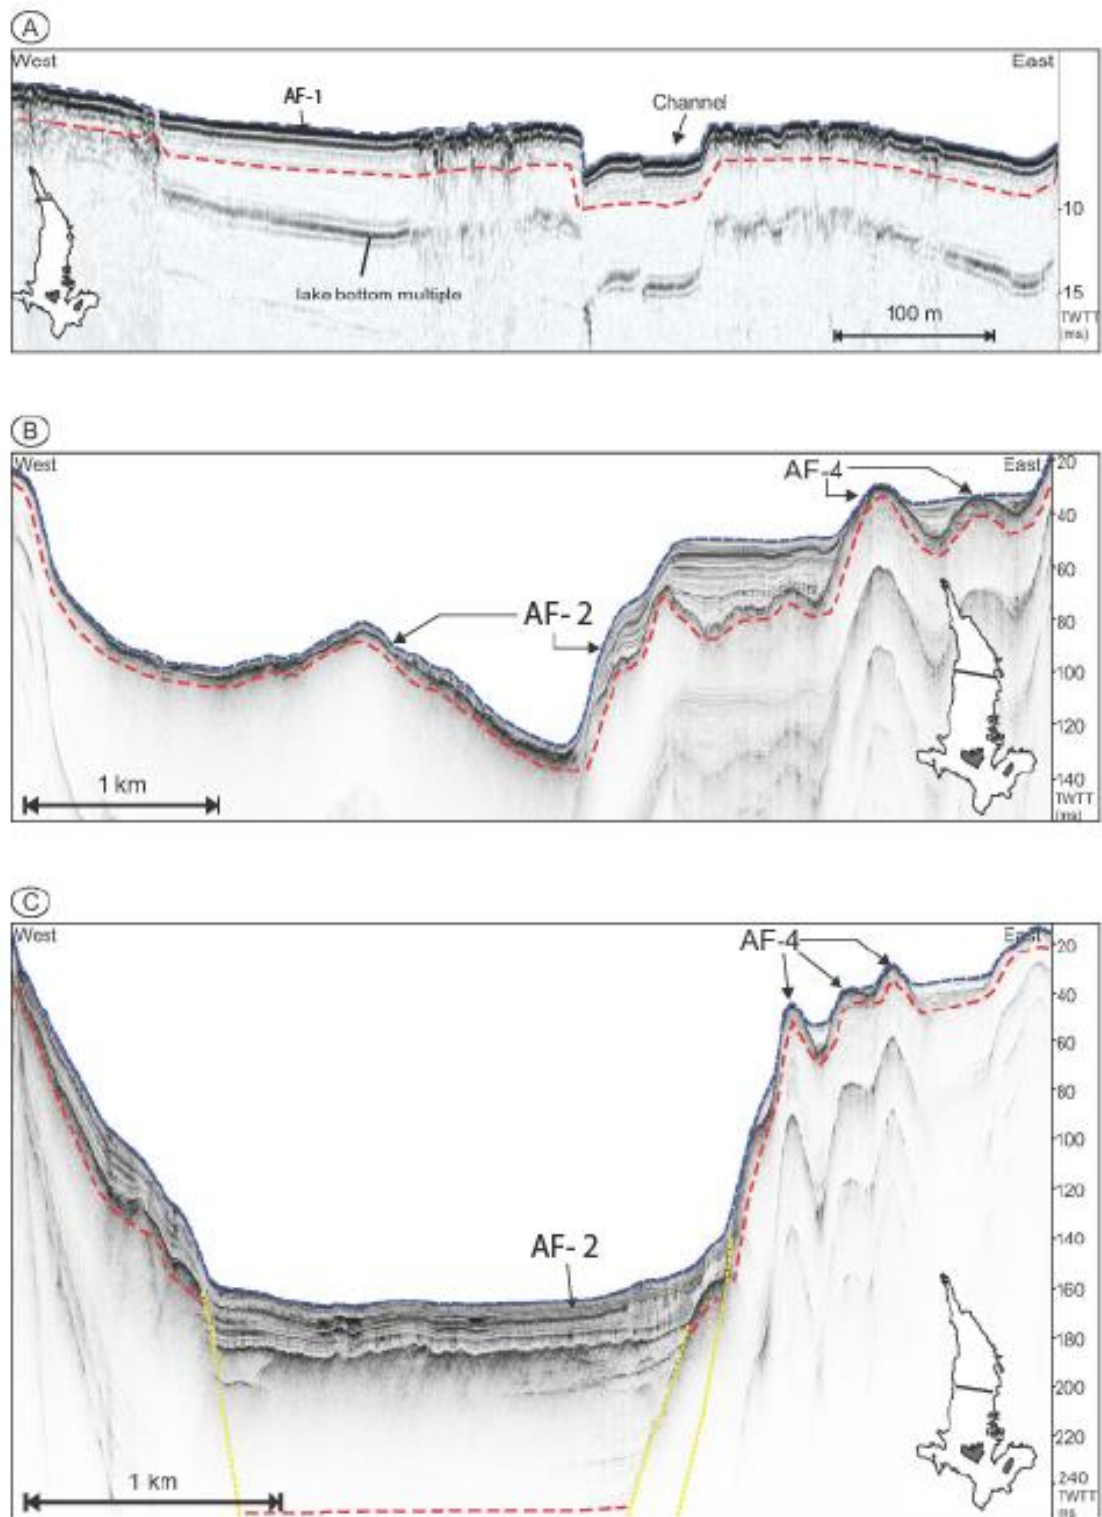 A
West
East
AF-1
Channel
10
lake bottom multiple
15
100 m
TWTT
(ms)
B
West
AF-4
East
20
40
60
80
AF- 2
100
120
1 km
140
TWTT
(ms)
C
West
AF-4
East
20
40
60
80
100
120
140
AF- 2
160
180
200
220
1 km
240
TWTT
ms